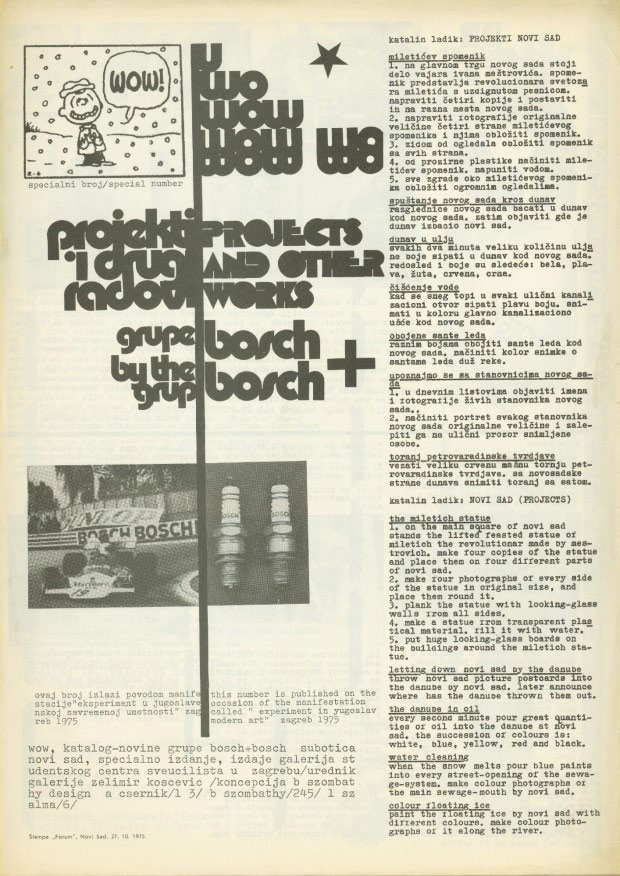 WOW!
specialni broj/special number
U
two
wow
wow wo
projekti PROJECTS
i drugi AND OTHER
radovi WORKS
grupe bosch
by the bosch +
grup
BOSCH BOSCH
Marlboro
BOSCH
BOSCH
ovaj broj izlazi povodom manife
stacije"eksperiment u jugoslave
nskoj savremenoj umetnosti" zag
reb 1975
this number is published on the
occasion of the manifestation
called " experiment in jugoslav
modern art" zagreb 1975
wow, katalog-novine grupe bosch+bosch subotica
novi sad, specialno izdanje, izdaje galerija st
udentskog centra sveucilista u zagrebu/urednik
galerije zelimir koscevic /koncepcija b szombat
hy design a csernik/l 3/ b szombathy/245/ l sz
alma/6/
Štampa „Forum", Novi Sad, 27. 10. 1975
katalin ladik: PROJEKTI NOVI SAD
miletićev spomenik
1. na glavnom trgu novog sada stoji
delo vajara ivana meštrovića. spome-
nik predstavlja revolucionara svetoza
ra miletića s uzdignutom pesnicom.
napraviti četiri kopije i postaviti
ih na razna mesta novog sada.
2. napraviti fotografije originalne
veličine četiri strane miletićevog
spomenika i njima obložiti spomenik.
3. zidom od ogledala obložiti spomenik
sa svih strana.
4. od prozirne plastike načiniti mile-
tićev spomenik. napuniti vodom.
5. sve zgrade oko miletićevog spomeni-
ka obložiti ogromnim ogledalima.
spuštanje novog sada kroz dunav
razglednice novog sada bacati u dunav
kod novog sada. zatim objaviti gde je
dunav izbacio novi sad.
dunav u ulju
svakih dva minuta veliku količinu ulja
ne boje sipati u dunav kod novog sada.
redosled i boje su sledeće: bela, pla-
va, žuta, crvena, crna.
čišćenje vode
kad se sneg topi u svaki ulični kanali
zacioni otvor sipati plavu boju. sni-
mati u koloru glavno kanalizaciono
ušće kod novog sada.
obojene sante leda
raznim bojama obojiti sante leda kod
novog sada. načiniti kolor snimke o
santama leda duž reke.
upoznajmo se sa stanovnicima novog sa-
da
1. u dnevnim listovima objaviti imena
i fotografije živih stanovnika novog
sada..
2. načiniti portret svakog stanovnika
novog sada originalne veličine i zale-
piti ga na ulični prozor snimljene
osobe.
toranj petrovaradinske tvrdjave
vezati veliku crvenu mašnu tornju pet-
rovaradinske tvrdjave. sa novosadske
strane dunava snimiti toranj sa satom.
katalin ladik: NOVI SAD (PROJECTS)
the miletich statue
1. on the main square of novi sad
stands the lifted feasted statue of
miletich the revolutionar made by mes-
trovich. make four copies of the statue
and place them on four different parts
of novi sad.
2. make four photographs of every side
of the statue in original size, and
place them round it.
3. plank the statue with looking-glass
walls from all sides.
4. make a statue from transparent plas
tical material. fill it with water.
5. put huge looking-glass boards on
the buildings around the miletich sta-
tue.
letting down novi sad by the danube
throw novi sad picture postcards into
the danube by novi sad. later announce
where has the danube thrown them out.
the danube in oil
every second minute pour great quanti-
ties of oil into the danube at novi
sad. the succession of colours is:
white, blue, yellow, red and black.
water cleaning
when the snow melts pour blue paints
into every street-opening of the sewa-
ge-system. make colour photographs of
the main sewage-mouth by novi sad.
colour floating ice
paint the floating ice by novi sad with
different colours. make colour photo-
graphs of it along the river.